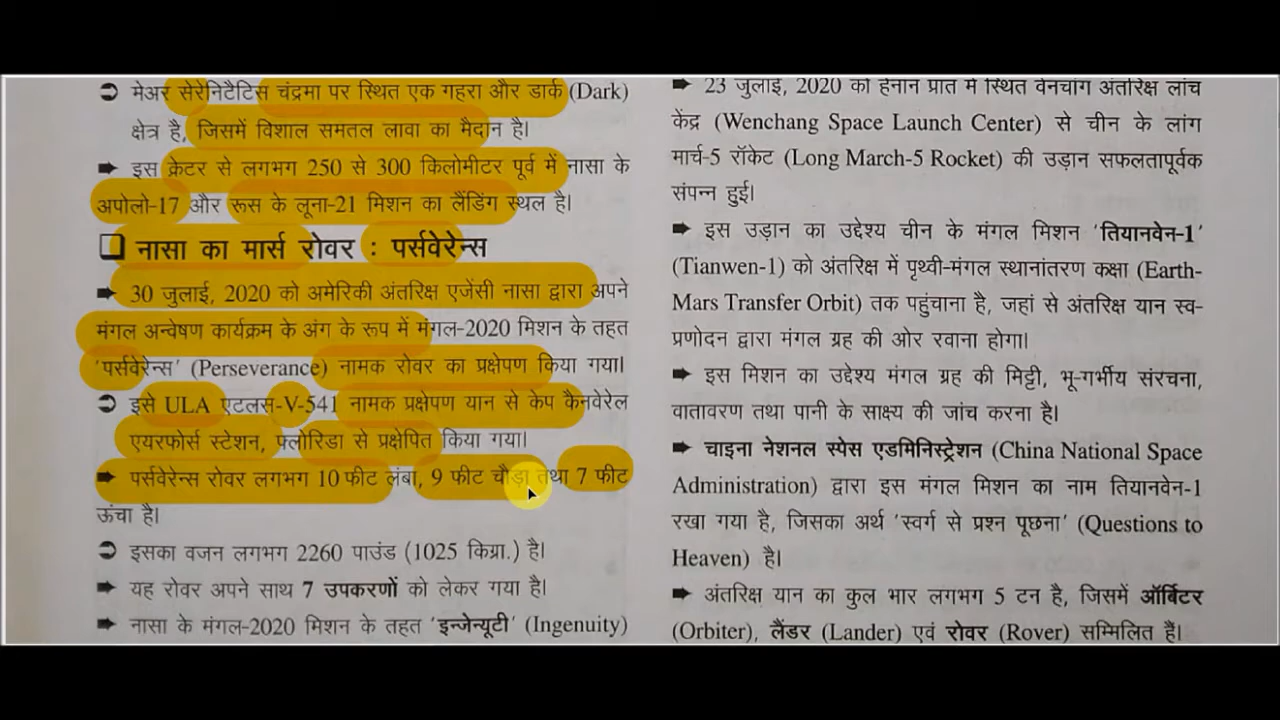 ➲ मेअर सेरेनिटैटिस चंद्रमा पर स्थित एक गहरा और डार्क (Dark)
क्षेत्र है, जिसमें विशाल समतल लावा का मैदान है।
➨ इस क्रेटर से लगभग 250 से 300 किलोमीटर पूर्व में नासा के
अपोलो-17 और रूस के लूना-21 मिशन का लैंडिंग स्थल है।
❑ नासा का मार्स रोवर : पर्सवेरेन्स
➨ 30 जुलाई, 2020 को अमेरिकी अंतरिक्ष एजेंसी नासा द्वारा अपने
मंगल अन्वेषण कार्यक्रम के अंग के रूप में मंगल-2020 मिशन के तहत
'पर्सवेरेन्स' (Perseverance) नामक रोवर का प्रक्षेपण किया गया।
➲ इसे ULA एटलस-V-541 नामक प्रक्षेपण यान से केप कैनवेरेल
एयरफोर्स स्टेशन, फ्लोरिडा से प्रक्षेपित किया गया।
➨ पर्सवेरेन्स रोवर लगभग 10 फीट लंबा, 9 फीट चौड़ा तथा 7 फीट
ऊंचा है।
➲ इसका वजन लगभग 2260 पाउंड (1025 किग्रा.) है।
➨ यह रोवर अपने साथ 7 उपकरणों को लेकर गया है।
➨ नासा के मंगल-2020 मिशन के तहत 'इन्जेन्यूटी' (Ingenuity)
➨ 23 जुलाई, 2020 को हेनान प्रांत में स्थित वेनचांग अंतरिक्ष लांच
केंद्र (Wenchang Space Launch Center) से चीन के लांग
मार्च-5 रॉकेट (Long March-5 Rocket) की उड़ान सफलतापूर्वक
संपन्न हुई।
➨ इस उड़ान का उद्देश्य चीन के मंगल मिशन 'तियानवेन-1'
(Tianwen-1) को अंतरिक्ष में पृथ्वी-मंगल स्थानांतरण कक्षा (Earth-
Mars Transfer Orbit) तक पहुंचाना है, जहां से अंतरिक्ष यान स्व-
प्रणोदन द्वारा मंगल ग्रह की ओर रवाना होगा।
➨ इस मिशन का उद्देश्य मंगल ग्रह की मिट्टी, भू-गर्भीय संरचना,
वातावरण तथा पानी के साक्ष्य की जांच करना है।
➨ चाइना नेशनल स्पेस एडमिनिस्ट्रेशन (China National Space
Administration) द्वारा इस मंगल मिशन का नाम तियानवेन-1
रखा गया है, जिसका अर्थ 'स्वर्ग से प्रश्न पूछना' (Questions to
Heaven) है।
➨ अंतरिक्ष यान का कुल भार लगभग 5 टन है, जिसमें ऑर्बिटर
(Orbiter), लैंडर (Lander) एवं रोवर (Rover) सम्मिलित हैं।